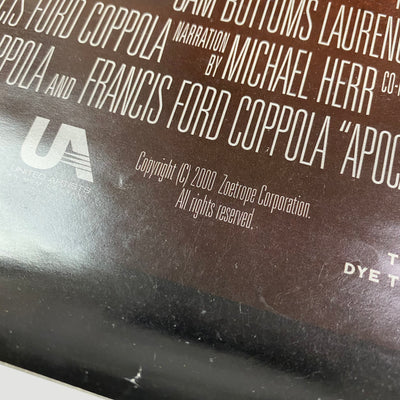 SAM BOTTOMS LAURENC
CIS FORD COPPOLA NARRATION BY MICHAEL HERR CO-
PPOLA AND FRANCIS FORD COPPOLA "APOC
UA
UNITED ARTISTS
Copyright (C) 2000 Zoetrope Corporation.
All rights reserved.
T
DYE T